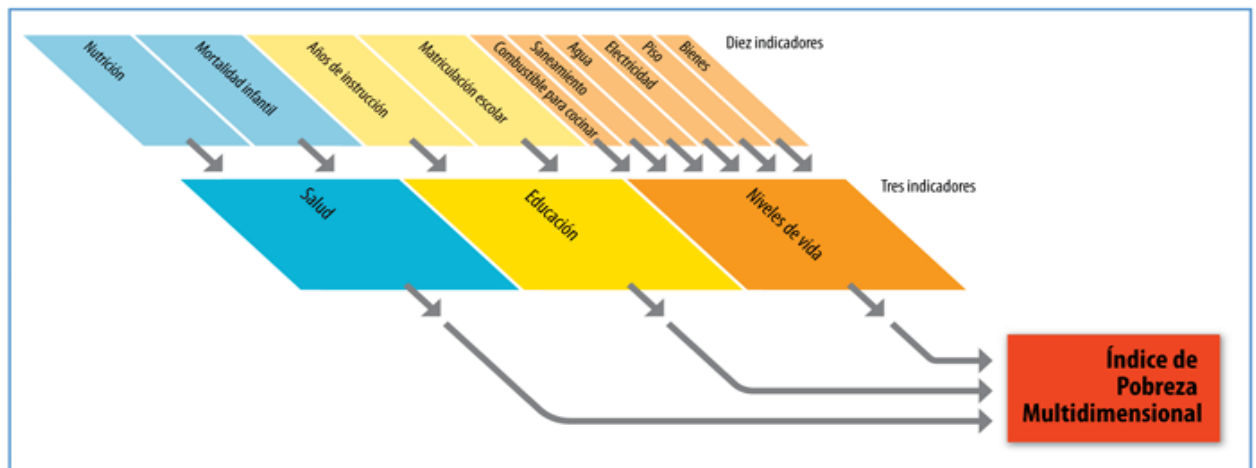 Nutrición
Mortalidad infantil
Años de instrucción
Matriculación escolar
Combustible para cocinar
Saneamiento
Agua
Electricidad
Piso
Bienes
Diez indicadores
Salud
Educación
Niveles de vida
Tres indicadores
Índice de
Pobreza
Multidimensional